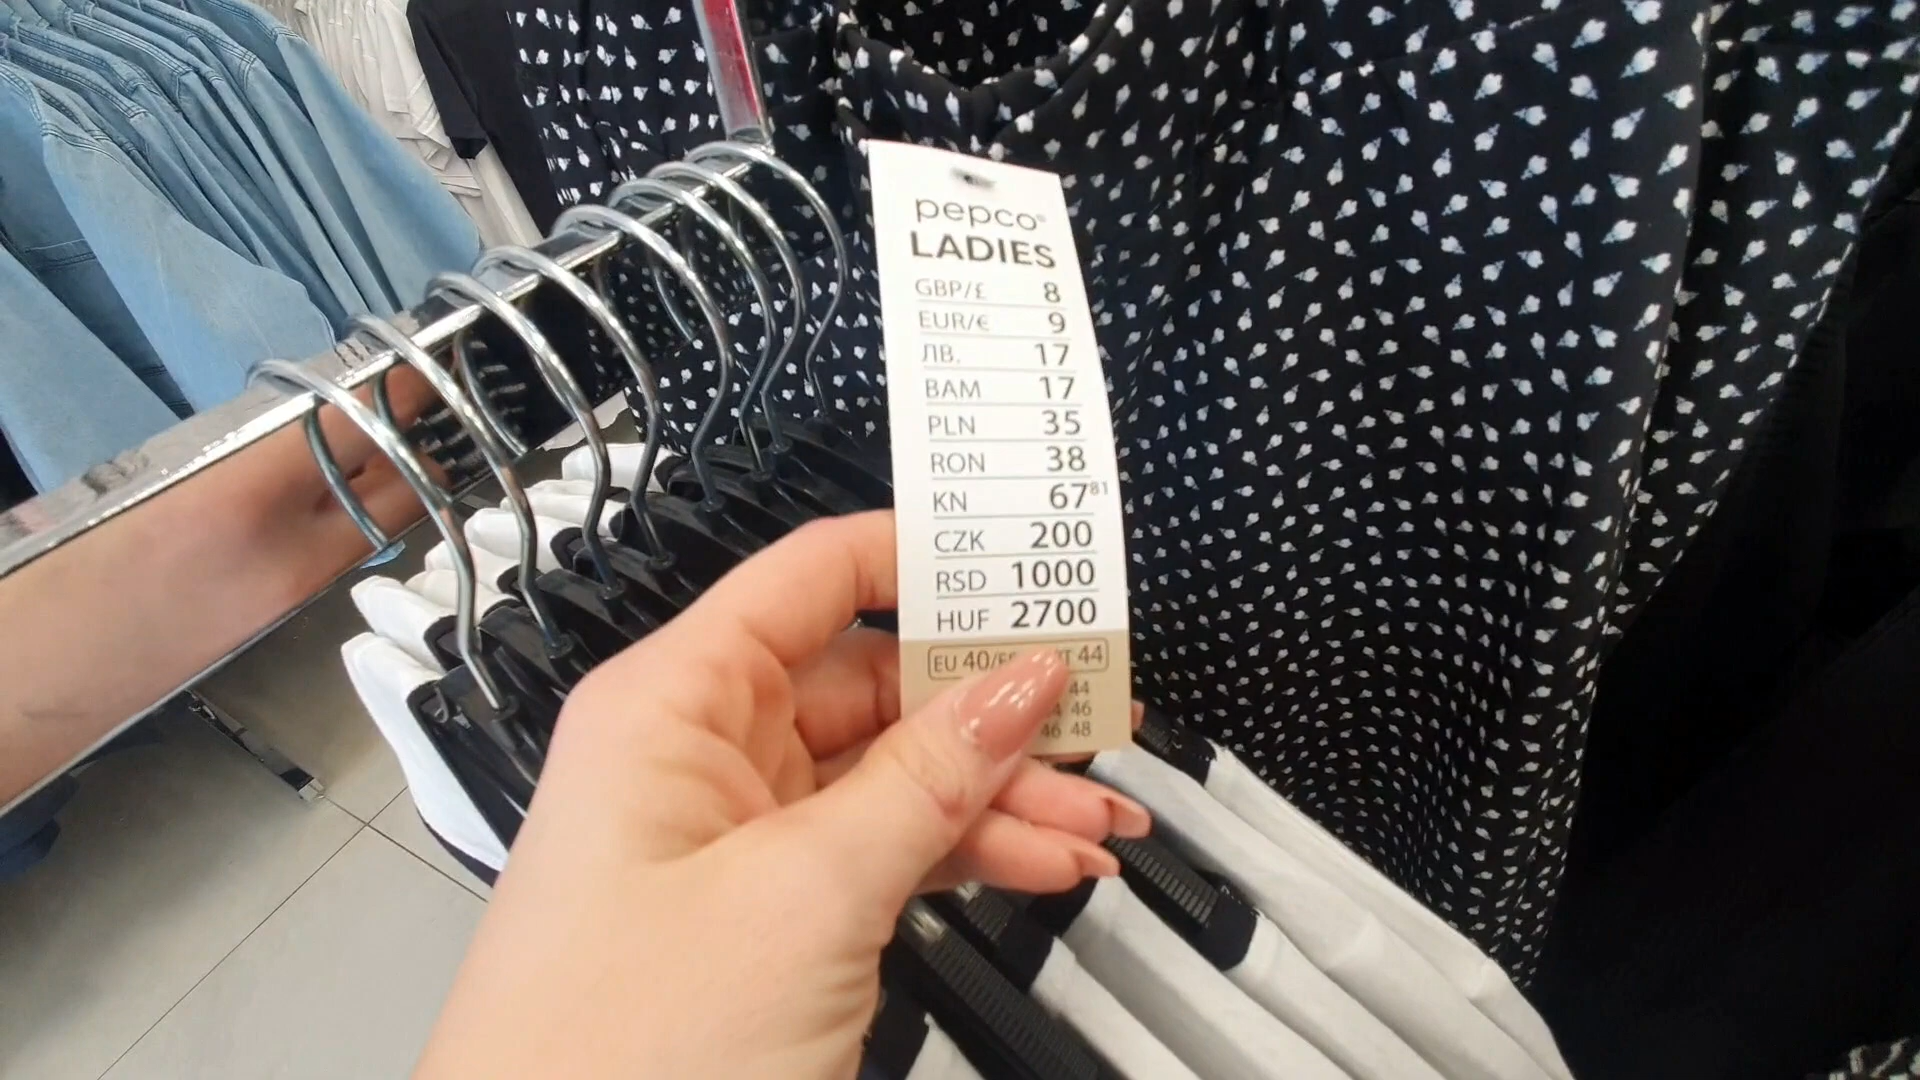 pepco®
LADIES
GBP/£ 8
EUR/€ 9
ЛВ. 17
BAM 17
PLN 35
RON 38
KN 67⁸¹
CZK 200
RSD 1000
HUF 2700
EU 40/ 44
44
46
46 48